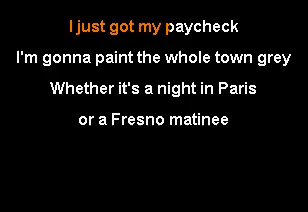 I just got my paycheck
I'm gonna paint the whole town grey
Whether it's a night in Paris
or a Fresno matinee